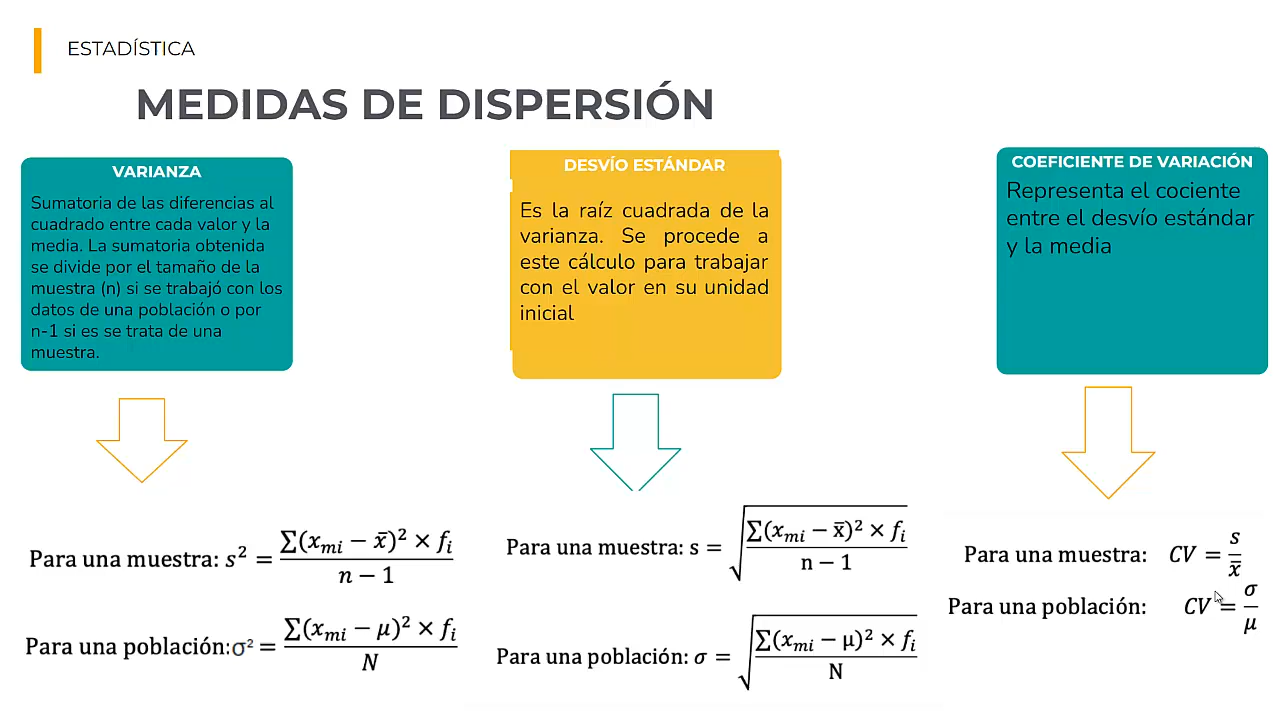 ESTADÍSTICA
MEDIDAS DE DISPERSIÓN
VARIANZA
Sumatoria de las diferencias al
cuadrado entre cada valor y la
media. La sumatoria obtenida
se divide por el tamaño de la
muestra (n) si se trabajó con los
datos de una población o por
n-1 si es se trata de una
muestra.
DESVÍO ESTÁNDAR
Es la raíz cuadrada de la
varianza. Se procede a
este cálculo para trabajar
con el valor en su unidad
inicial
COEFICIENTE DE VARIACIÓN
Representa el cociente
entre el desvío estándar
y la media
Para una muestra: s² = ∑(xₘᵢ − x̄)² × fᵢ / n − 1
Para una población:σ² = ∑(xₘᵢ − μ)² × fᵢ / N
Para una muestra: s = √(∑(xₘᵢ − x̄)² × fᵢ / n − 1)
Para una población: σ = √(∑(xₘᵢ − μ)² × fᵢ / N)
Para una muestra: CV = s / x̄
Para una población: CV = σ / μ